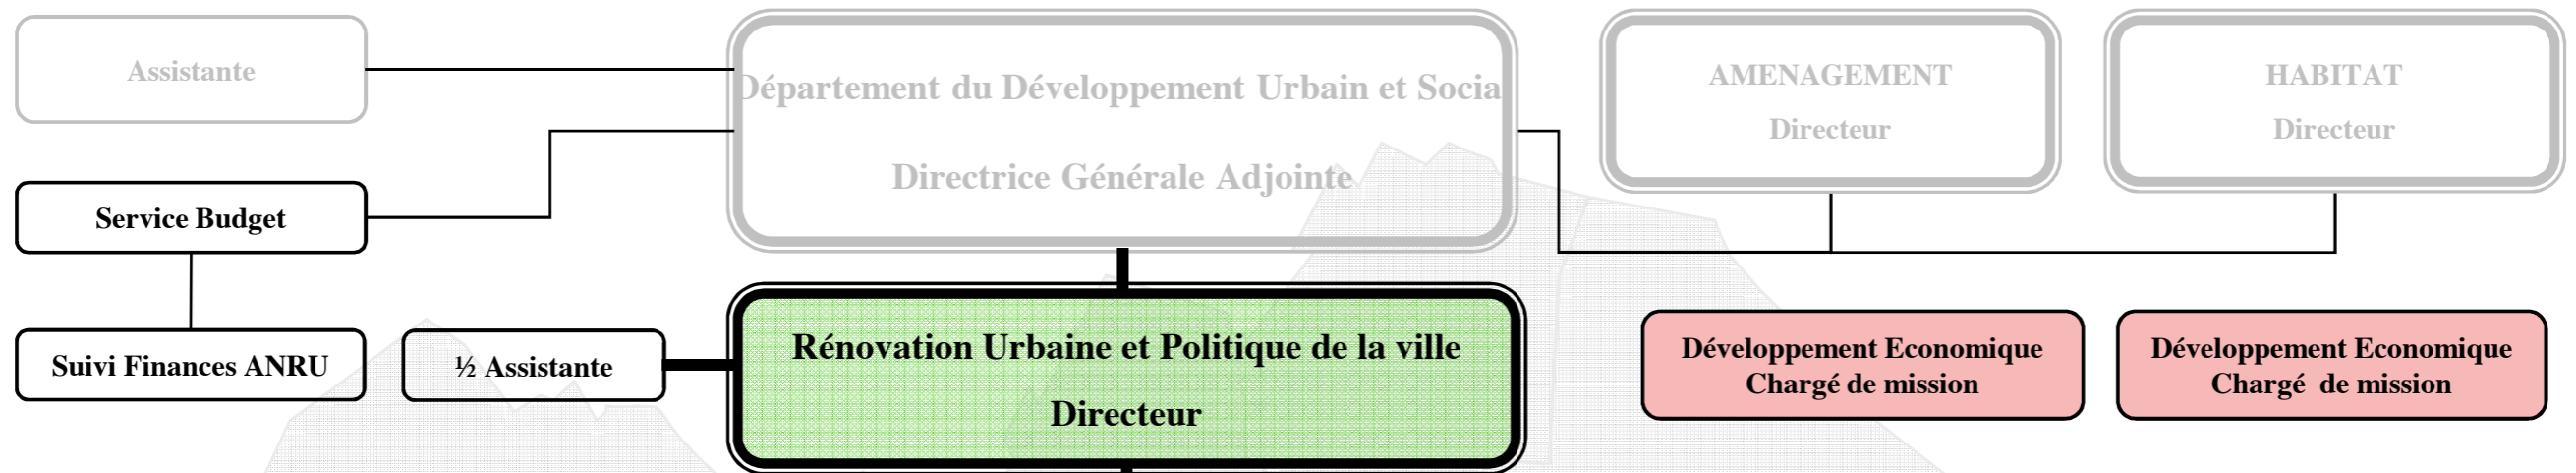 Assistante
Département du Développement Urbain et Socia
Directrice Générale Adjointe
AMENAGEMENT
Directeur
HABITAT
Directeur
Service Budget
Suivi Finances ANRU
½ Assistante
Rénovation Urbaine et Politique de la ville
Directeur
Développement Economique
Chargé de mission
Développement Economique
Chargé de mission